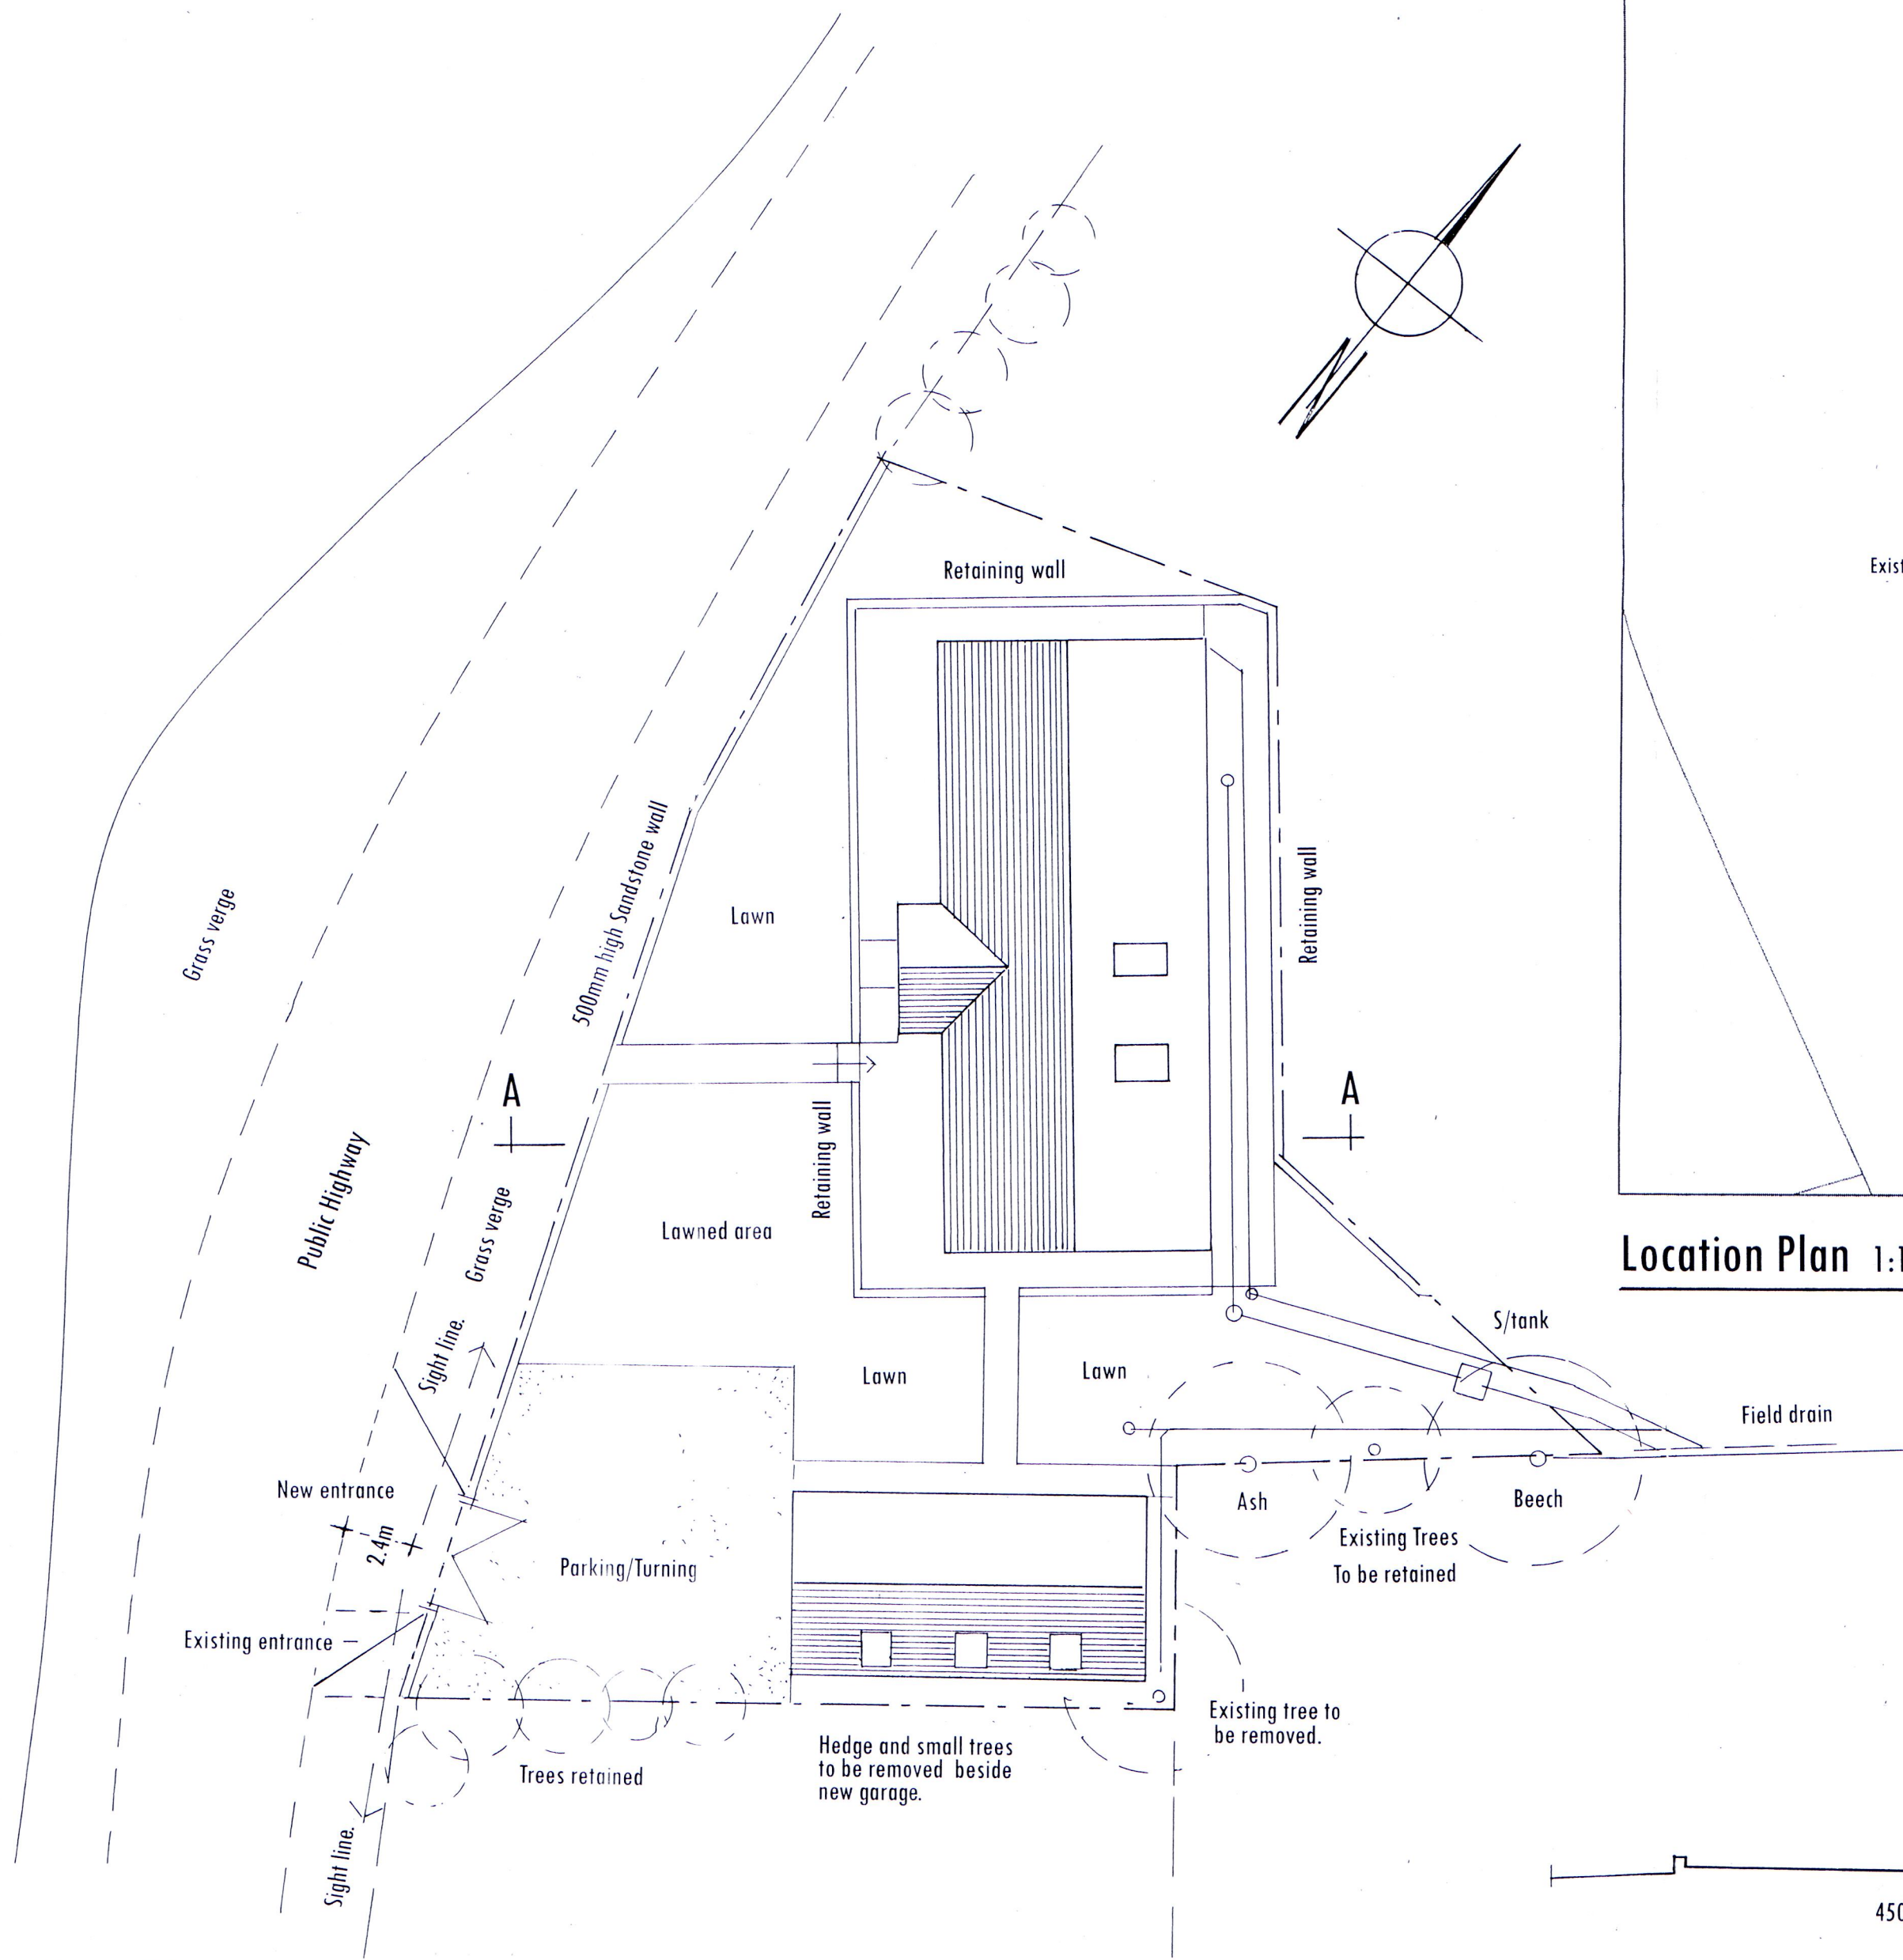 N
Exist
Retaining wall
500mm high Sandstone wall
Lawn
Retaining wall
Grass verge
A
A
Public Highway
Grass verge
Retaining wall
Lawned area
Location Plan 1:1
Sight line.
S/tank
Lawn
Lawn
Field drain
New entrance
2.4m
Ash
Beech
Existing Trees
To be retained
Parking/Turning
Existing entrance
Existing tree to
be removed.
Trees retained
Hedge and small trees
to be removed beside
new garage.
Sight line.
450